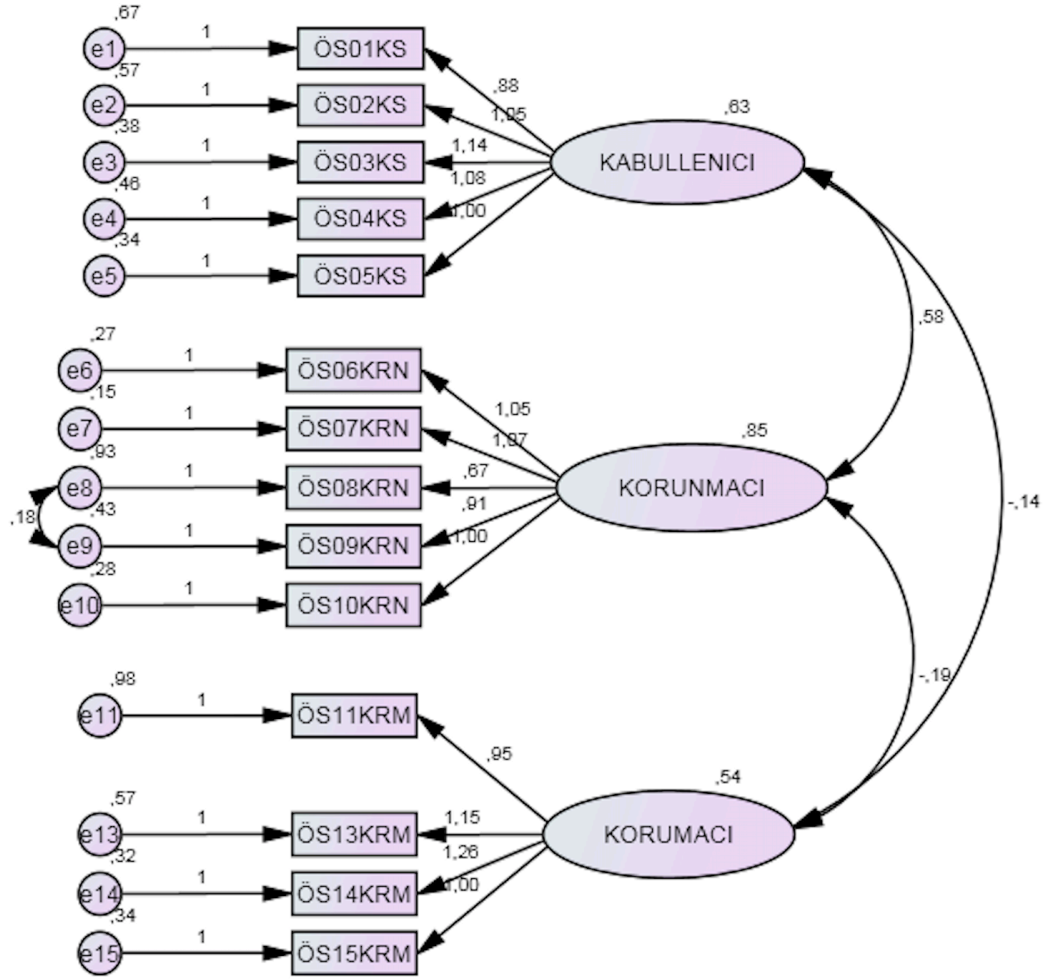 ,67
e1
1
ÖS01KS
,88
,57
e2
1
ÖS02KS
1,05
,63
,38
e3
1
ÖS03KS
1,14
KABULLENICI
,46
e4
1
ÖS04KS
1,08
,34
e5
1
ÖS05KS
1,00
,58
,27
e6
1
ÖS06KRN
1,05
,15
e7
1
ÖS07KRN
1,07
,85
,93
e8
1
ÖS08KRN
,67
KORUNMACI
-,14
,18
,43
e9
1
ÖS09KRN
,91
,28
e10
1
ÖS10KRN
1,00
-,19
,98
e11
1
ÖS11KRM
,95
,54
,57
e13
1
ÖS13KRM
1,15
KORUMACI
,32
e14
1
ÖS14KRM
1,26
,34
e15
1
ÖS15KRM
1,00